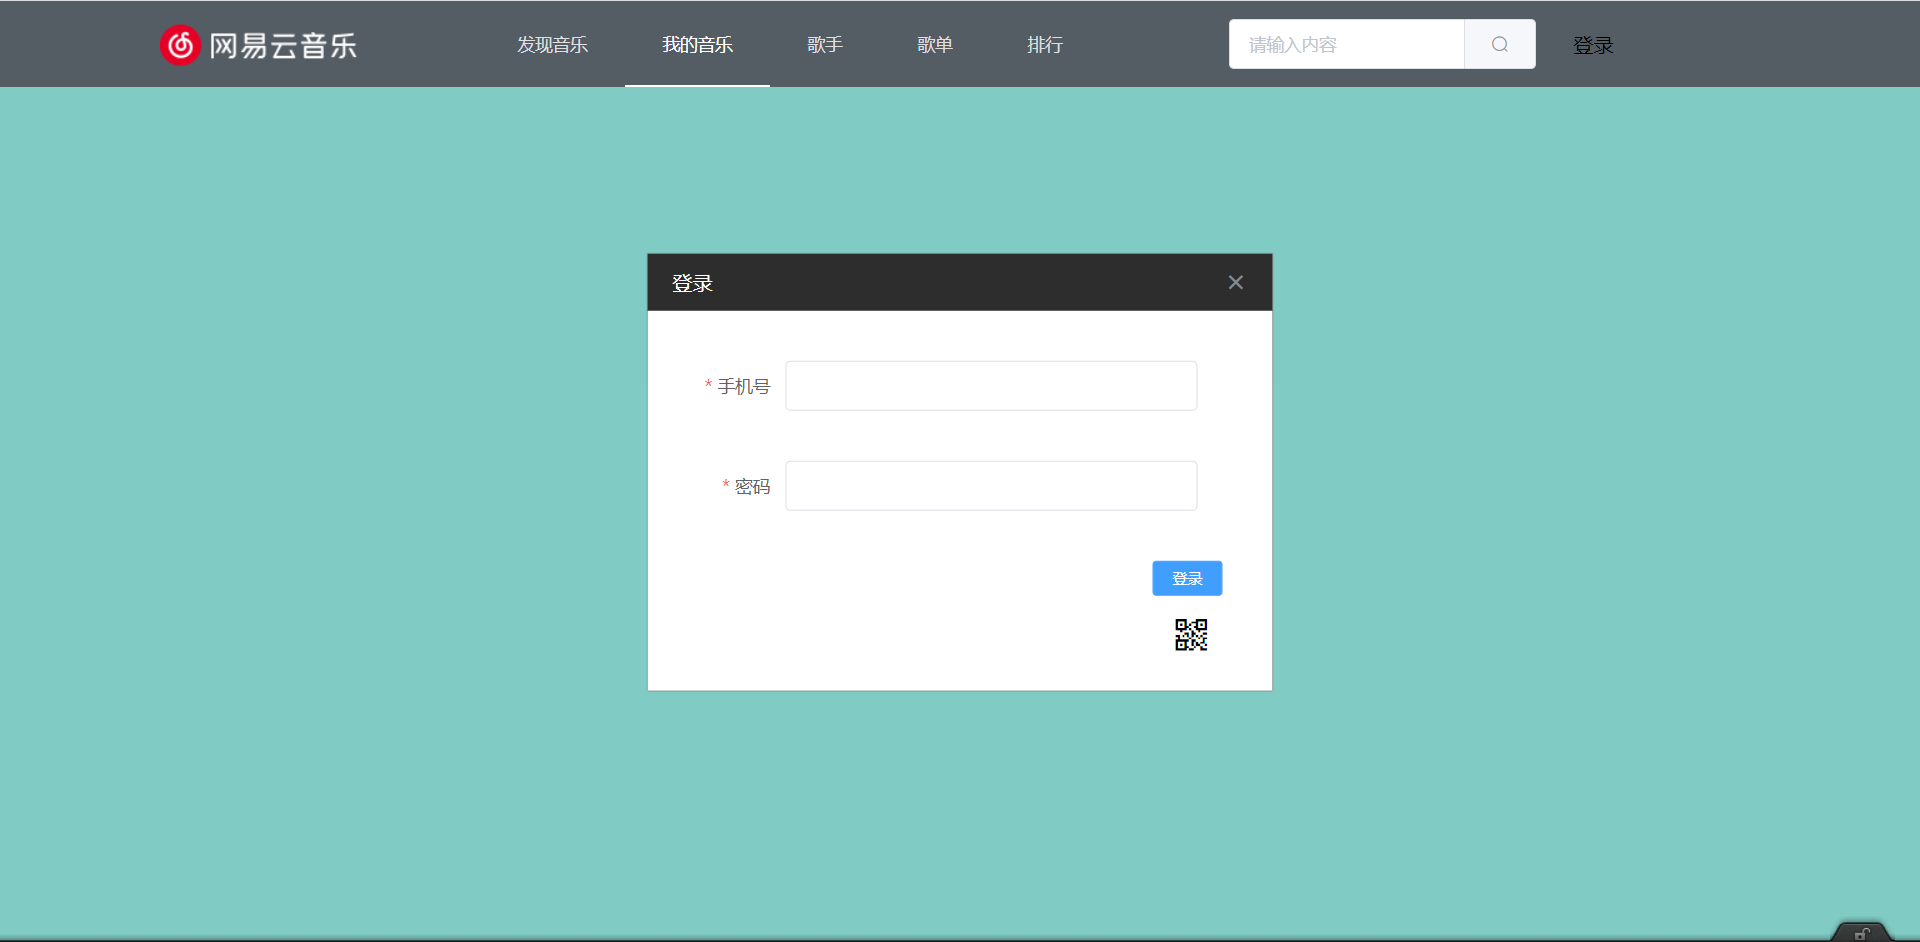 网易云音乐
发现音乐 我的音乐 歌手 歌单 排行 请输入内容 登录
登录
* 手机号
* 密码
登录